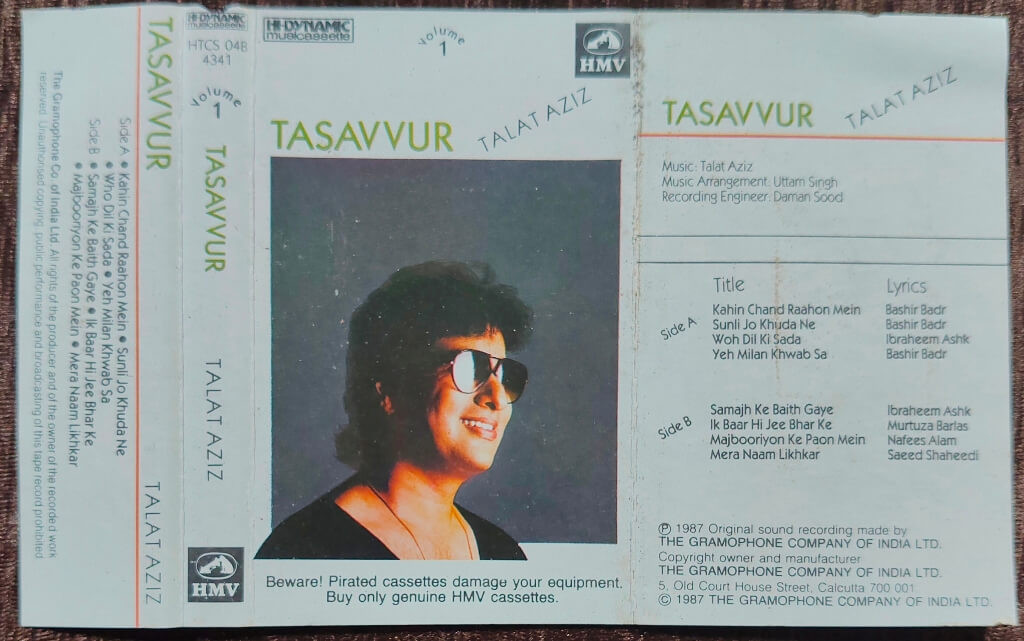 The Gramophone Co. of India Ltd. All rights of the producer and of the owner of the recorded work
reserved. Unauthorised copying, public performance and broadcasting of this tape record prohibited.
TASAVVUR
TALAT AZIZ
Side A • Kahin Chand Raahon Mein • Sunli Jo Khuda Ne
• Who Dil Ki Sada • Yeh Milan Khwab Sa
Side B • Samajh Ke Baith Gaye • Ik Baar Hi Jee Bhar Ke
• Majbooriyon Ke Paon Mein • Mera Naam Likhkar
HI-DYNAMIC
musicassette
HTCS 04B
4341
Volume
1
TASAVVUR
TALAT AZIZ
HMV
HI-DYNAMIC
musicassette
Volume
1
HMV
TASAVVUR
TALAT AZIZ
Beware! Pirated cassettes damage your equipment.
Buy only genuine HMV cassettes.
TASAVVUR
TALAT AZIZ
Music: Talat Aziz
Music Arrangement: Uttam Singh
Recording Engineer: Daman Sood
Title Lyrics
Side A
Kahin Chand Raahon Mein Bashir Badr
Sunli Jo Khuda Ne Bashir Badr
Woh Dil Ki Sada Ibraheem Ashk
Yeh Milan Khwab Sa Bashir Badr
Side B
Samajh Ke Baith Gaye Ibraheem Ashk
Ik Baar Hi Jee Bhar Ke Murtuza Barlas
Majbooriyon Ke Paon Mein Nafees Alam
Mera Naam Likhkar Saeed Shaheedi
℗ 1987 Original sound recording made by
THE GRAMOPHONE COMPANY OF INDIA LTD.
Copyright owner and manufacturer
THE GRAMOPHONE COMPANY OF INDIA LTD.
5, Old Court House Street, Calcutta 700 001.
© 1987 THE GRAMOPHONE COMPANY OF INDIA LTD.